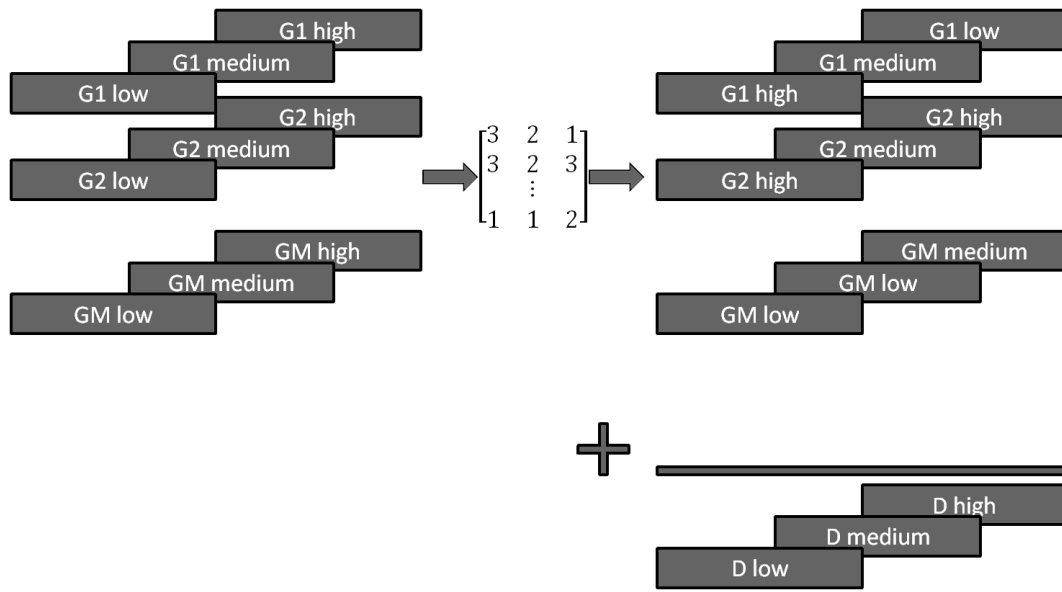 G1 high
G1 medium
G1 low
G2 high
G2 medium
G2 low
GM high
GM medium
GM low
3 2 1
3 2 3
⋮
1 1 2
G1 low
G1 medium
G1 high
G2 high
G2 medium
G2 high
GM medium
GM low
GM low
+
D high
D medium
D low